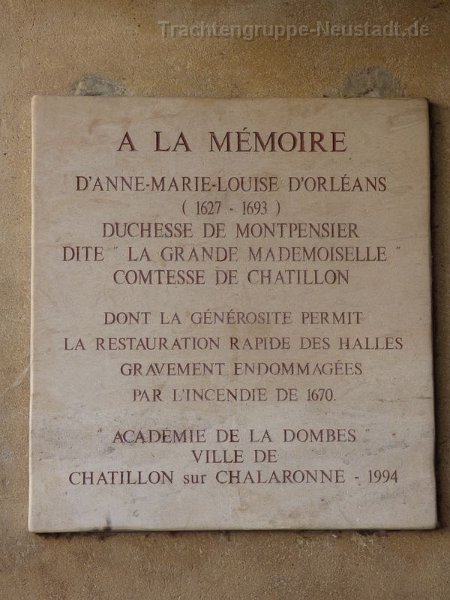 Trachtengruppe-Neustadt.de
A LA MÉMOIRE
D'ANNE-MARIE-LOUISE D'ORLÉANS
( 1627 - 1693 )
DUCHESSE DE MONTPENSIER
DITE " LA GRANDE MADEMOISELLE "
COMTESSE DE CHATILLON
DONT LA GÉNÉROSITE PERMIT
LA RESTAURATION RAPIDE DES HALLES
GRAVEMENT ENDOMMAGÉES
PAR L'INCENDIE DE 1670.
"ACADÉMIE DE LA DOMBES"
VILLE DE
CHATILLON sur CHALARONNE - 1994